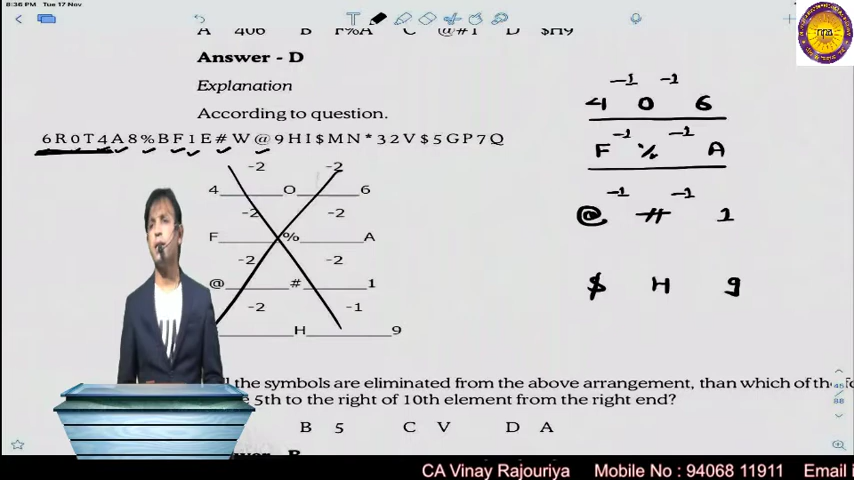 8:36 PM Tue 17 Nov
A 406 B F%A C @#1 D $H9
Answer - D
Explanation
According to question.
6R0T4A8%BF1E#W@9HI$MN*32V$5GP7Q
-2 -2
4 O 6
-2 -2
F % A
-2 -2
@ # 1
-2 -1
H 9
-1 -1
4 0 6
-1 -1
F % A
-1 -1
@ # 1
$ H 9
the symbols are eliminated from the above arrangement, than which of the
5th to the right of 10th element from the right end?
B 5 C V D A
46
88
CA Vinay Rajouriya Mobile No : 94068 11911 Email